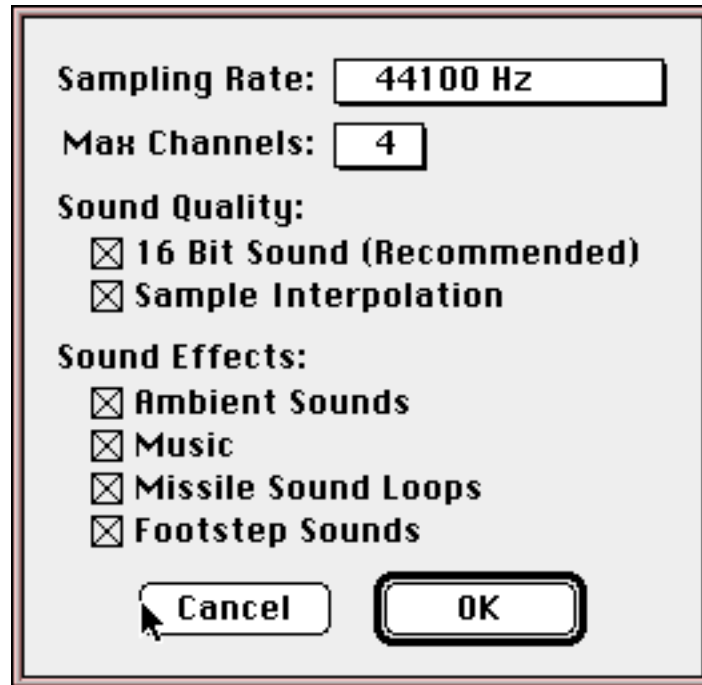 Sampling Rate: 44100 Hz
Max Channels: 4
Sound Quality:
16 Bit Sound (Recommended)
Sample Interpolation
Sound Effects:
Ambient Sounds
Music
Missile Sound Loops
Footstep Sounds
Cancel OK